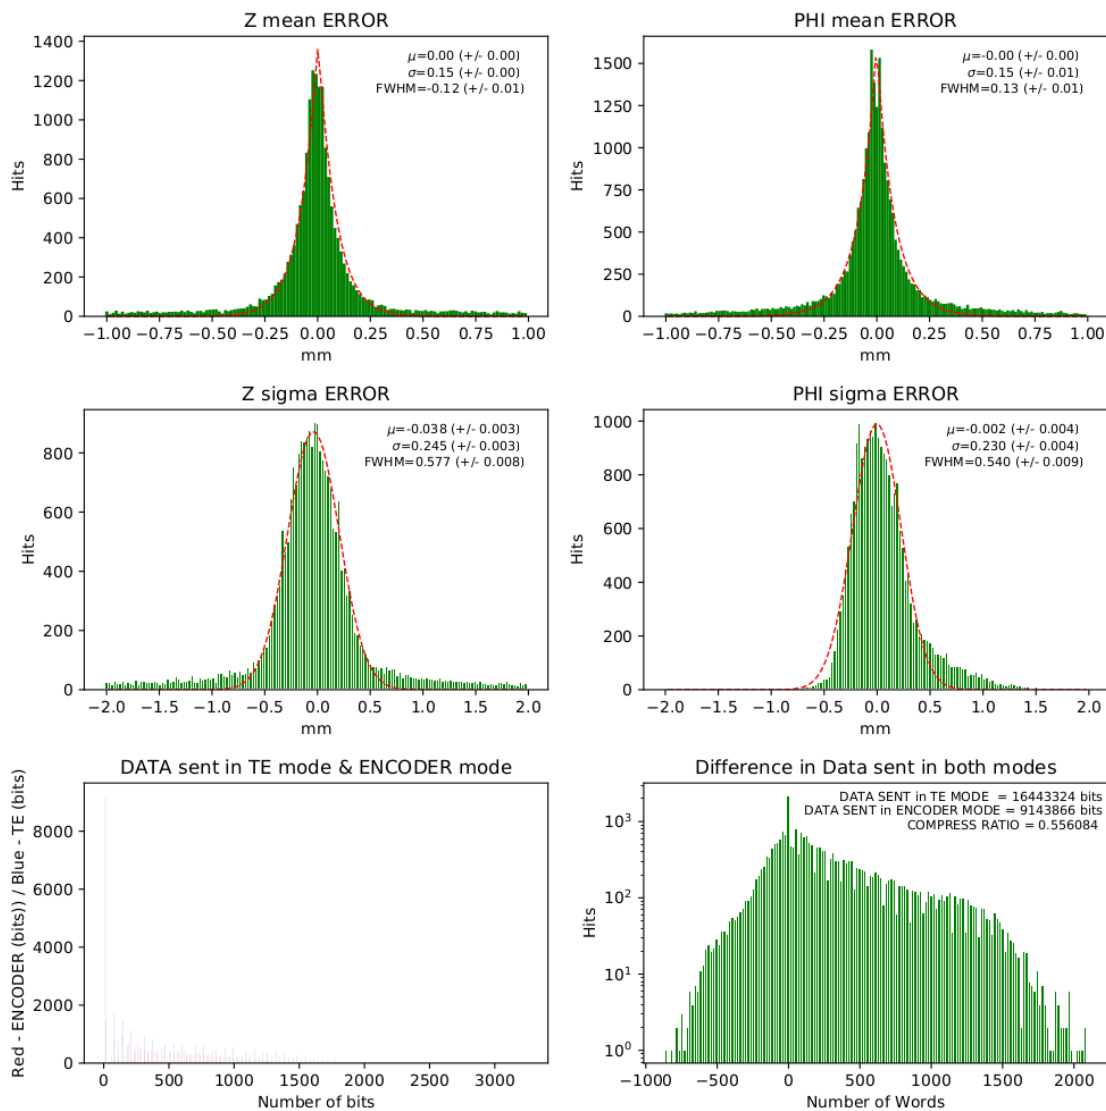 Z mean ERROR
1400
1200
1000
800
600
400
200
0
Hits
μ=0.00 (+/- 0.00)
σ=0.15 (+/- 0.00)
FWHM=-0.12 (+/- 0.01)
−1.00 −0.75 −0.50 −0.25 0.00 0.25 0.50 0.75 1.00
mm
PHI mean ERROR
1500
1250
1000
750
500
250
0
Hits
μ=-0.00 (+/- 0.00)
σ=0.15 (+/- 0.01)
FWHM=0.13 (+/- 0.01)
−1.00 −0.75 −0.50 −0.25 0.00 0.25 0.50 0.75 1.00
mm
Z sigma ERROR
800
600
400
200
0
Hits
μ=-0.038 (+/- 0.003)
σ=0.245 (+/- 0.003)
FWHM=0.577 (+/- 0.008)
−2.0 −1.5 −1.0 −0.5 0.0 0.5 1.0 1.5 2.0
mm
PHI sigma ERROR
1000
800
600
400
200
0
Hits
μ=-0.002 (+/- 0.004)
σ=0.230 (+/- 0.004)
FWHM=0.540 (+/- 0.009)
−2.0 −1.5 −1.0 −0.5 0.0 0.5 1.0 1.5 2.0
mm
DATA sent in TE mode & ENCODER mode
8000
6000
4000
2000
0
Red - ENCODER (bits)) / Blue - TE (bits)
0 500 1000 1500 2000 2500 3000
Number of bits
Difference in Data sent in both modes
10³
10²
10¹
10⁰
Hits
DATA SENT in TE MODE = 16443324 bits
DATA SENT in ENCODER MODE = 9143866 bits
COMPRESS RATIO = 0.556084
−1000 −500 0 500 1000 1500 2000
Number of Words